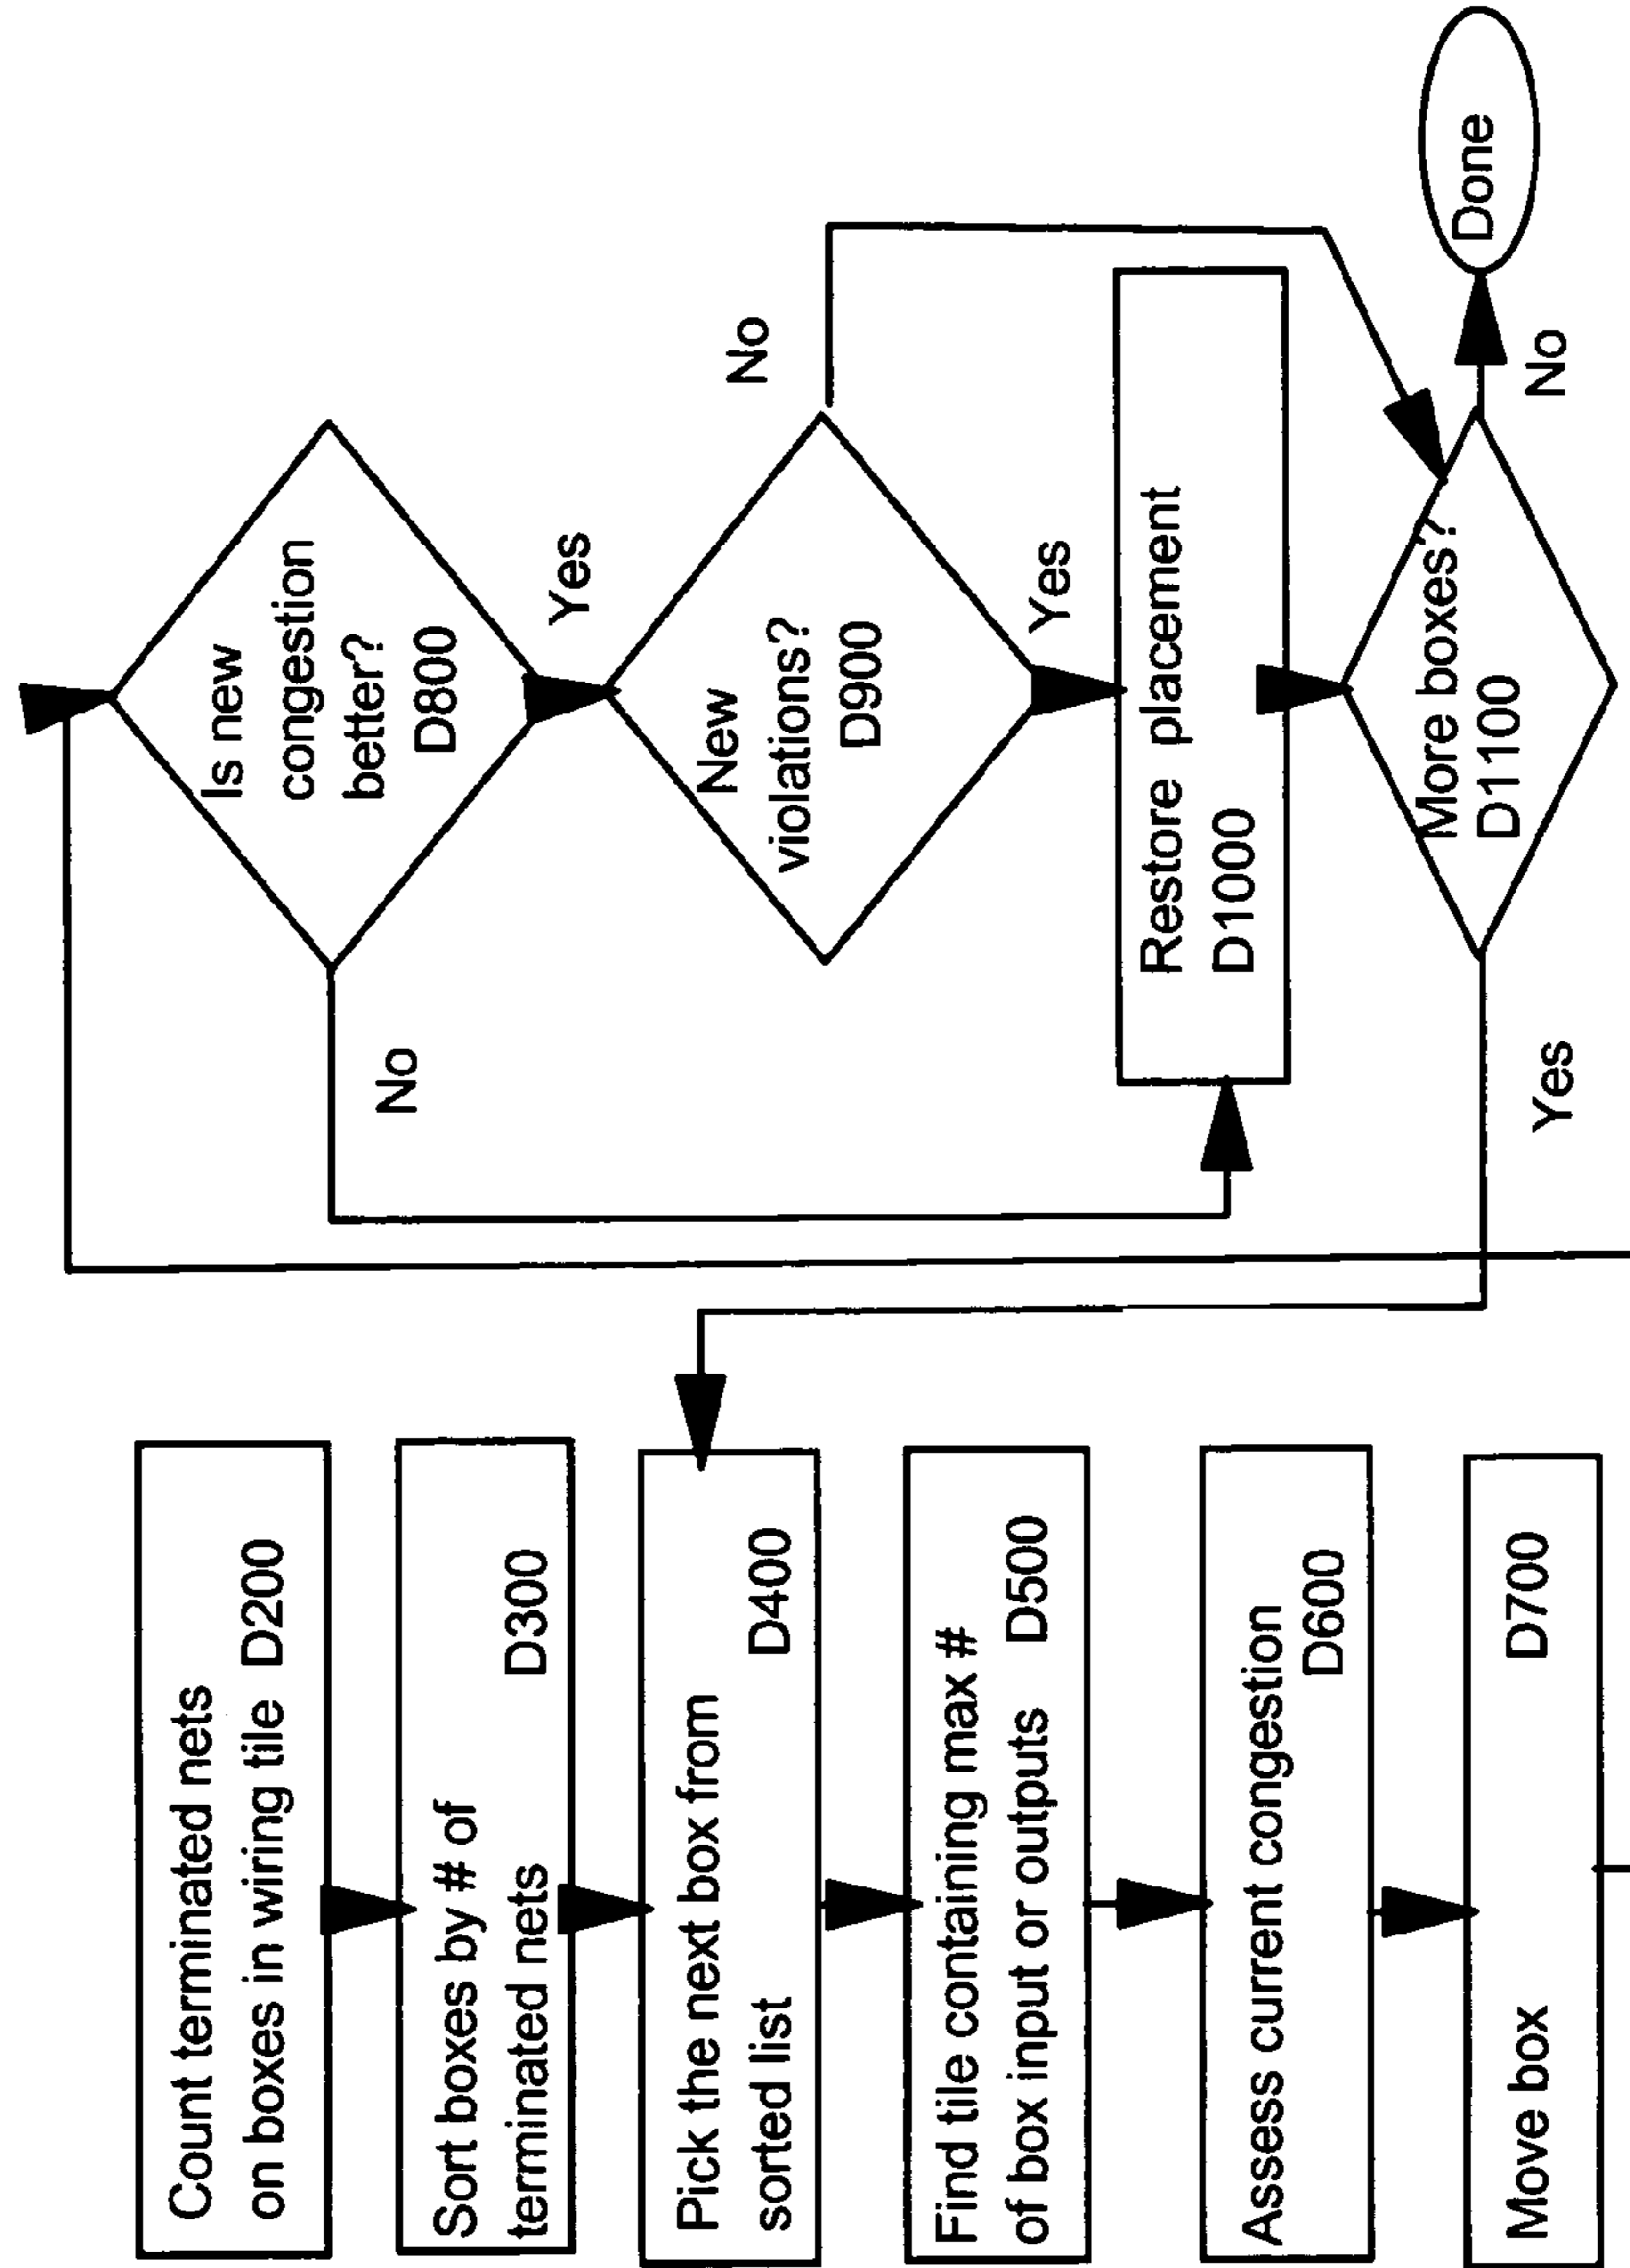 Count terminated nets
on boxes in wiring tile D200
Sort boxes by # of
terminated nets D300
Pick the next box from
sorted list D400
Find tile containing max #
of box input or outputs D500
Assess current congestion
D600
Move box D700
Is new
congestion
better?
D800
No
Yes
New
violations?
D900
No
Yes
Restore placement
D1000
More boxes?
D1100
Yes
No
Done